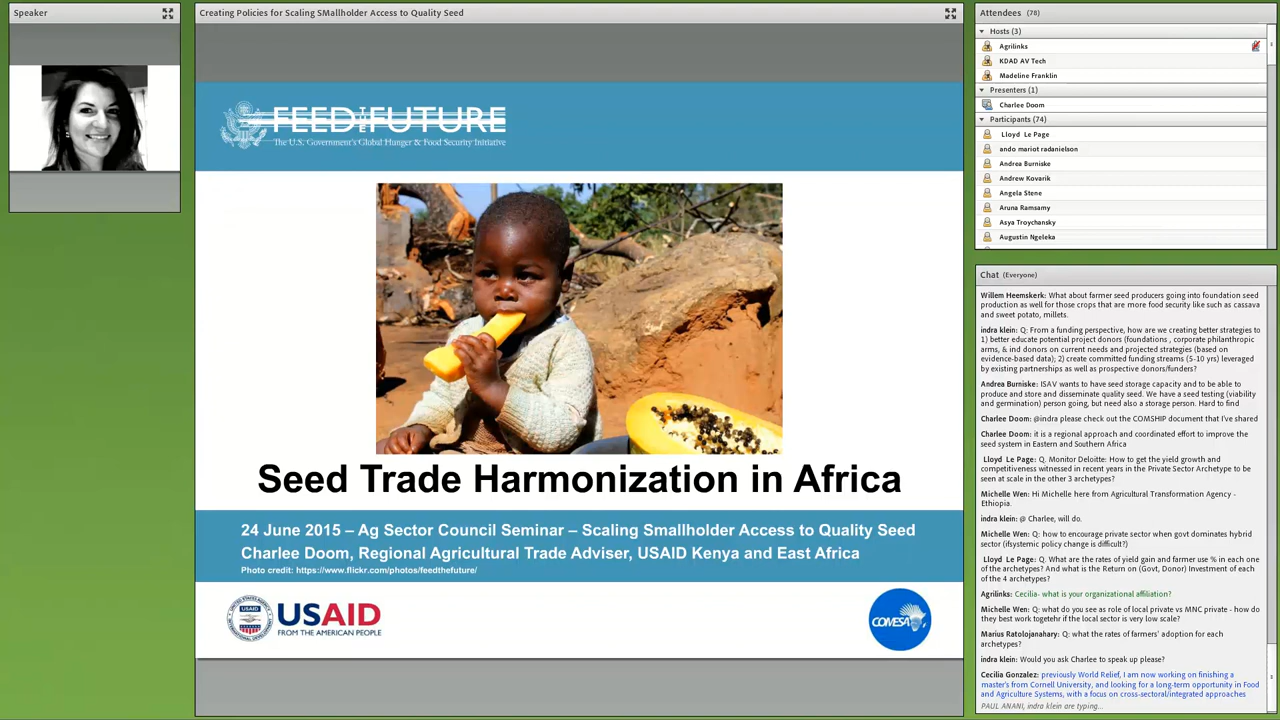 Speaker
Creating Policies for Scaling SMallholder Access to Quality Seed
FEED THE FUTURE
The U.S. Government's Global Hunger & Food Security Initiative
Seed Trade Harmonization in Africa
24 June 2015 – Ag Sector Council Seminar – Scaling Smallholder Access to Quality Seed
Charlee Doom, Regional Agricultural Trade Adviser, USAID Kenya and East Africa
Photo credit: https://www.flickr.com/photos/feedthefuture/
USAID
USAID
FROM THE AMERICAN PEOPLE
COMESA
Attendees (78)
Hosts (3)
Agrilinks
KDAD AV Tech
Madeline Franklin
Presenters (1)
Charlee Doom
Participants (74)
Lloyd Le Page
ando mariot radanielson
Andrea Burniske
Andrew Kovarik
Angela Stene
Aruna Ramsamy
Asya Troychansky
Augustin Ngeleka
Chat (Everyone)
Willem Heemskerk: What about farmer seed producers going into foundation seed
production as well for those crops that are more food security like such as cassava
and sweet potato, millets.
indra klein: Q: From a funding perspective, how are we creating better strategies to
1) better educate potential project donors (foundations , corporate philanthropic
arms, & ind donors on current needs and projected strategies (based on
evidence-based data); 2) create committed funding streams (5-10 yrs) leveraged
by existing partnerships as well as prospective donors/funders?
Andrea Burniske: ISAV wants to have seed storage capacity and to be able to
produce and store and disseminate quality seed. We have a seed testing (viability
and germination) person going, but need also a storage person. Hard to find
Charlee Doom: @indra please check out the COMSHIP document that I've shared
Charlee Doom: it is a regional approach and coordinated effort to improve the
seed system in Eastern and Southern Africa
Lloyd Le Page: Q. Monitor Deloitte: How to get the yield growth and
competitiveness witnessed in recent years in the Private Sector Archetype to be
seen at scale in the other 3 archetypes?
Michelle Wen: Hi Michelle here from Agricultural Transformation Agency -
Ethiopia.
indra klein: @ Charlee, will do.
Michelle Wen: Q: how to encourage private sector when govt dominates hybrid
sector (ifsystemic policy change is difficult?)
Lloyd Le Page: Q. What are the rates of yield gain and farmer use % in each one
of the archetypes? And what is the Return on (Govt, Donor) Investment of each
of the 4 archetypes?
Agrilinks: Cecilia- what is your organizational affiliation?
Michelle Wen: Q: what do you see as role of local private vs MNC private - how do
they best work togetehr if the local sector is very low scale?
Marius Ratolojanahary: Q: what the rates of farmers' adoption for each
archetypes?
indra klein: Would you ask Charlee to speak up please?
Cecilia Gonzalez: previously World Relief, I am now working on finishing a
master's from Cornell University, and looking for a long-term opportunity in Food
and Agriculture Systems, with a focus on cross-sectoral/integrated approaches
PAUL ANANI, indra klein are typing...